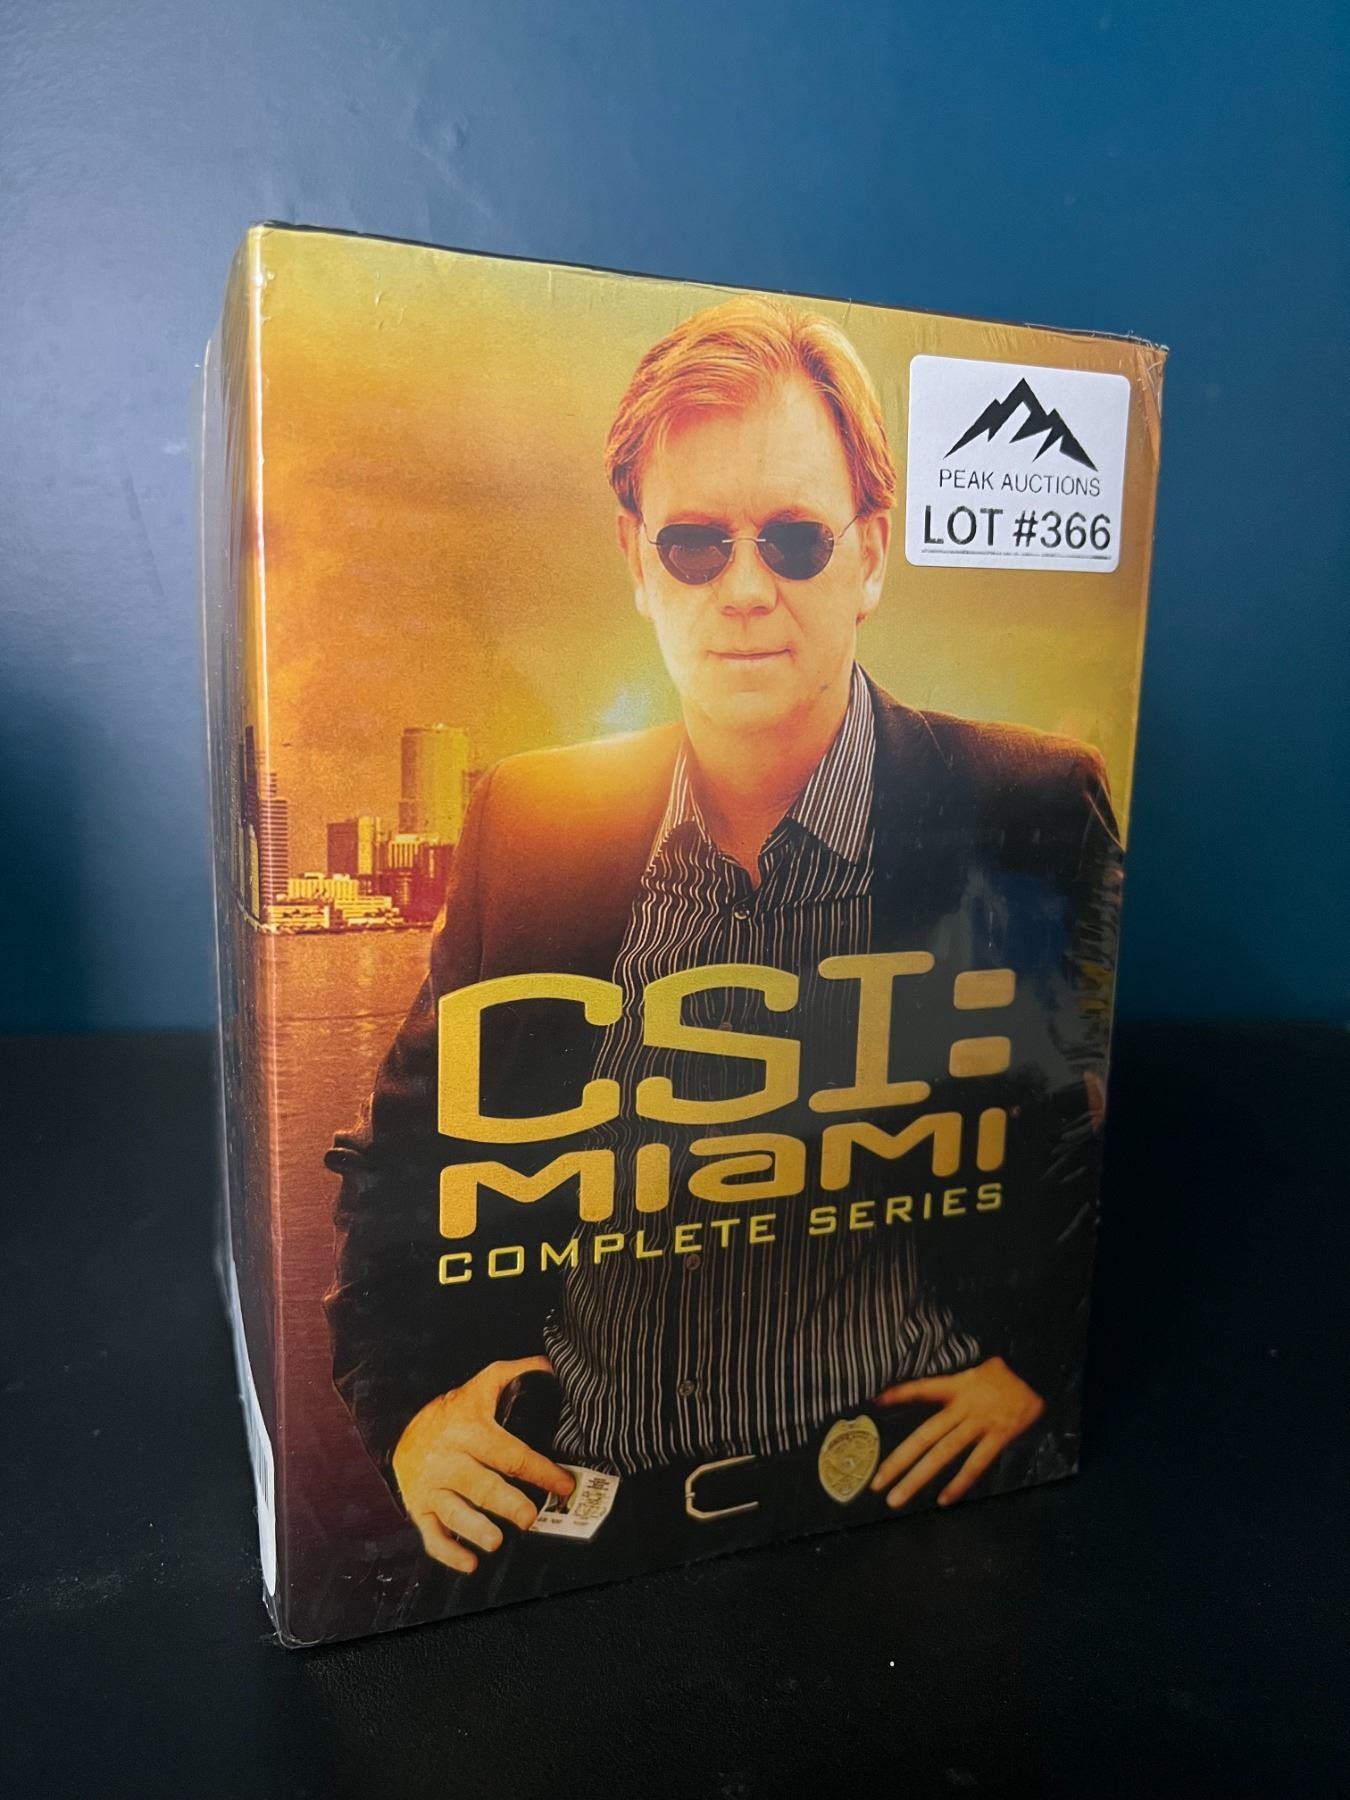 PEAK AUCTIONS
LOT #366
CSI:
MIAMI
COMPLETE SERIES